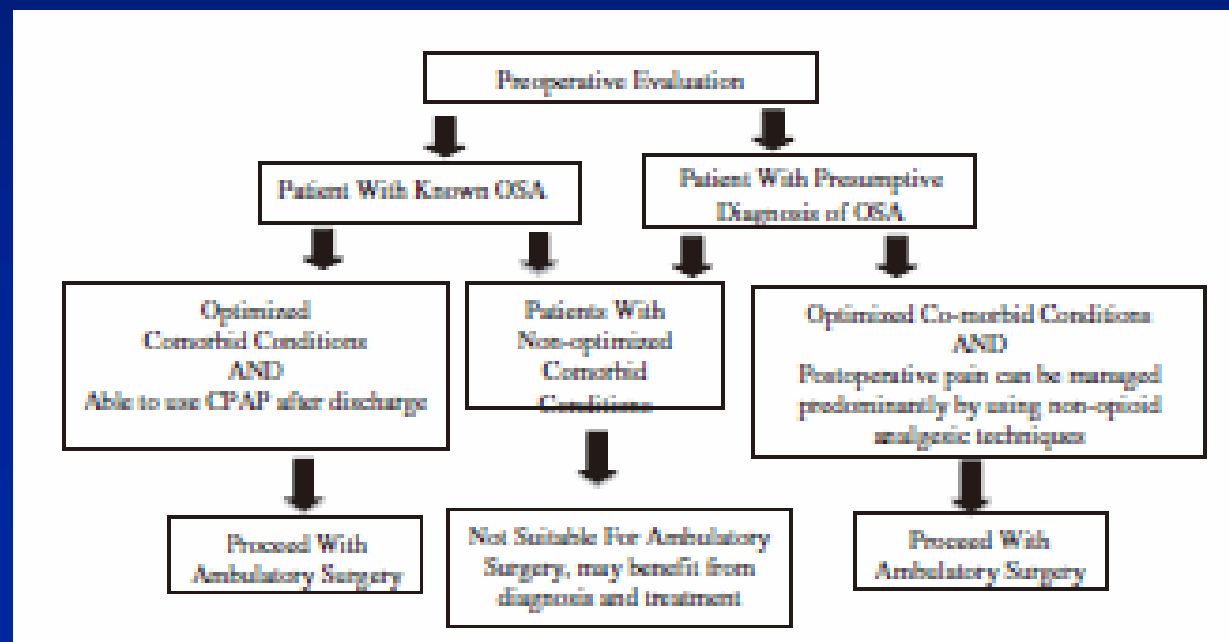 Preoperative Evaluation
Patient With Known OSA
Patient With Presumptive
Diagnosis of OSA
Optimized
Comorbid Conditions
AND
Able to use CPAP after discharge
Patients With
Non-optimized
Comorbid
Conditions
Optimized Co-morbid Conditions
AND
Postoperative pain can be managed
predominantly by using non-opioid
analgesic techniques
Proceed With
Ambulatory Surgery
Not Suitable For Ambulatory
Surgery, may benefit from
diagnosis and treatment
Proceed With
Ambulatory Surgery